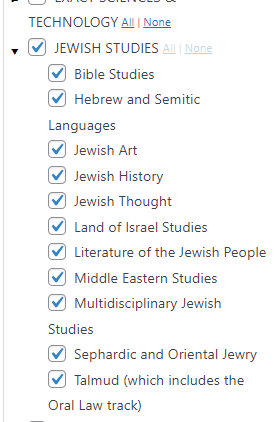 TECHNOLOGY All | None
JEWISH STUDIES All | None
Bible Studies
Hebrew and Semitic
Languages
Jewish Art
Jewish History
Jewish Thought
Land of Israel Studies
Literature of the Jewish People
Middle Eastern Studies
Multidisciplinary Jewish
Studies
Sephardic and Oriental Jewry
Talmud (which includes the
Oral Law track)